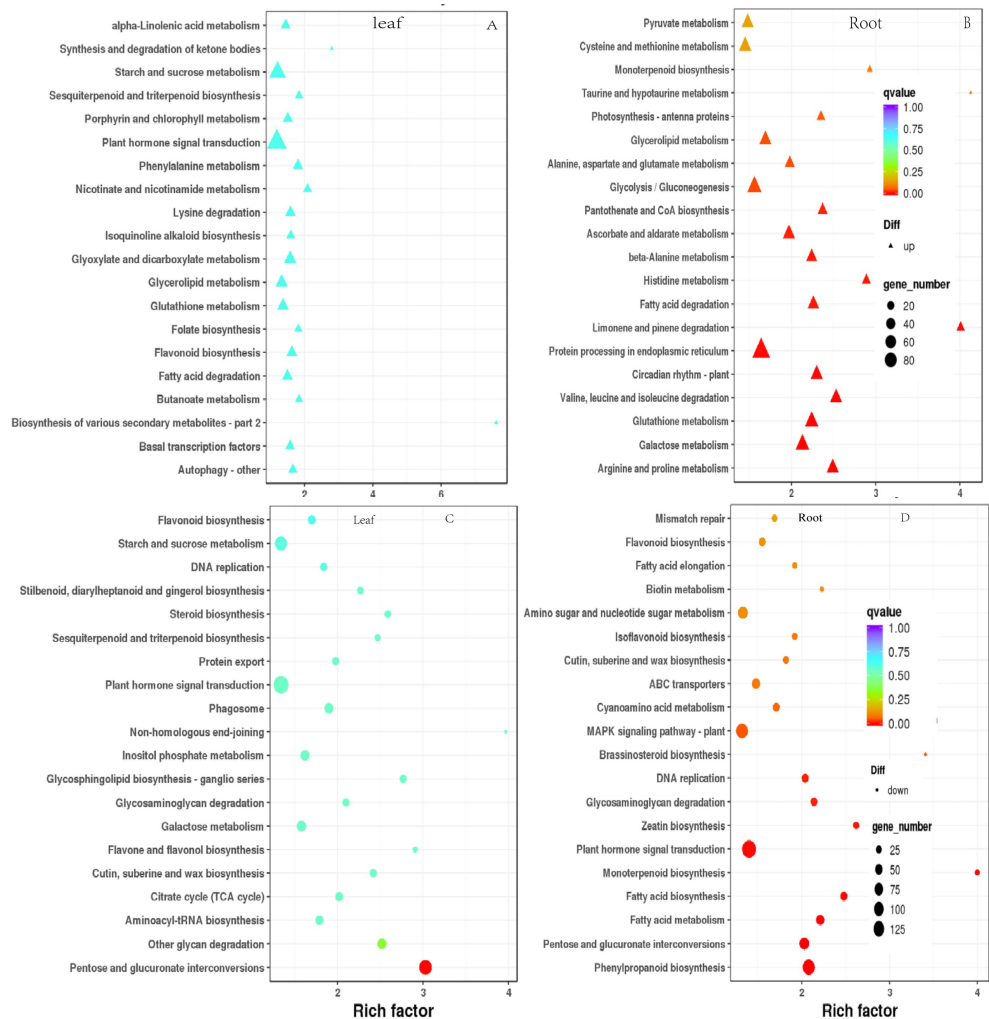 leaf
A
alpha-Linolenic acid metabolism
Synthesis and degradation of ketone bodies
Starch and sucrose metabolism
Sesquiterpenoid and triterpenoid biosynthesis
Porphyrin and chlorophyll metabolism
Plant hormone signal transduction
Phenylalanine metabolism
Nicotinate and nicotinamide metabolism
Lysine degradation
Isoquinoline alkaloid biosynthesis
Glyoxylate and dicarboxylate metabolism
Glycerolipid metabolism
Glutathione metabolism
Folate biosynthesis
Flavonoid biosynthesis
Fatty acid degradation
Butanoate metabolism
Biosynthesis of various secondary metabolites - part 2
Basal transcription factors
Autophagy - other
2 4 6
Root
B
Pyruvate metabolism
Cysteine and methionine metabolism
Monoterpenoid biosynthesis
Taurine and hypotaurine metabolism
Photosynthesis - antenna proteins
Glycerolipid metabolism
Alanine, aspartate and glutamate metabolism
Glycolysis / Gluconeogenesis
Pantothenate and CoA biosynthesis
Ascorbate and aldarate metabolism
beta-Alanine metabolism
Histidine metabolism
Fatty acid degradation
Limonene and pinene degradation
Protein processing in endoplasmic reticulum
Circadian rhythm - plant
Valine, leucine and isoleucine degradation
Glutathione metabolism
Galactose metabolism
Arginine and proline metabolism
2 3 4
qvalue
1.00
0.75
0.50
0.25
0.00
Diff
up
gene_number
20
40
60
80
Leaf
C
Flavonoid biosynthesis
Starch and sucrose metabolism
DNA replication
Stilbenoid, diarylheptanoid and gingerol biosynthesis
Steroid biosynthesis
Sesquiterpenoid and triterpenoid biosynthesis
Protein export
Plant hormone signal transduction
Phagosome
Non-homologous end-joining
Inositol phosphate metabolism
Glycosphingolipid biosynthesis - ganglio series
Glycosaminoglycan degradation
Galactose metabolism
Flavone and flavonol biosynthesis
Cutin, suberine and wax biosynthesis
Citrate cycle (TCA cycle)
Aminoacyl-tRNA biosynthesis
Other glycan degradation
Pentose and glucuronate interconversions
2 3 4
Rich factor
Root
D
Mismatch repair
Flavonoid biosynthesis
Fatty acid elongation
Biotin metabolism
Amino sugar and nucleotide sugar metabolism
Isoflavonoid biosynthesis
Cutin, suberine and wax biosynthesis
ABC transporters
Cyanoamino acid metabolism
MAPK signaling pathway - plant
Brassinosteroid biosynthesis
DNA replication
Glycosaminoglycan degradation
Zeatin biosynthesis
Plant hormone signal transduction
Monoterpenoid biosynthesis
Fatty acid biosynthesis
Fatty acid metabolism
Pentose and glucuronate interconversions
Phenylpropanoid biosynthesis
2 3 4
Rich factor
qvalue
1.00
0.75
0.50
0.25
0.00
Diff
down
gene_number
25
50
75
100
125